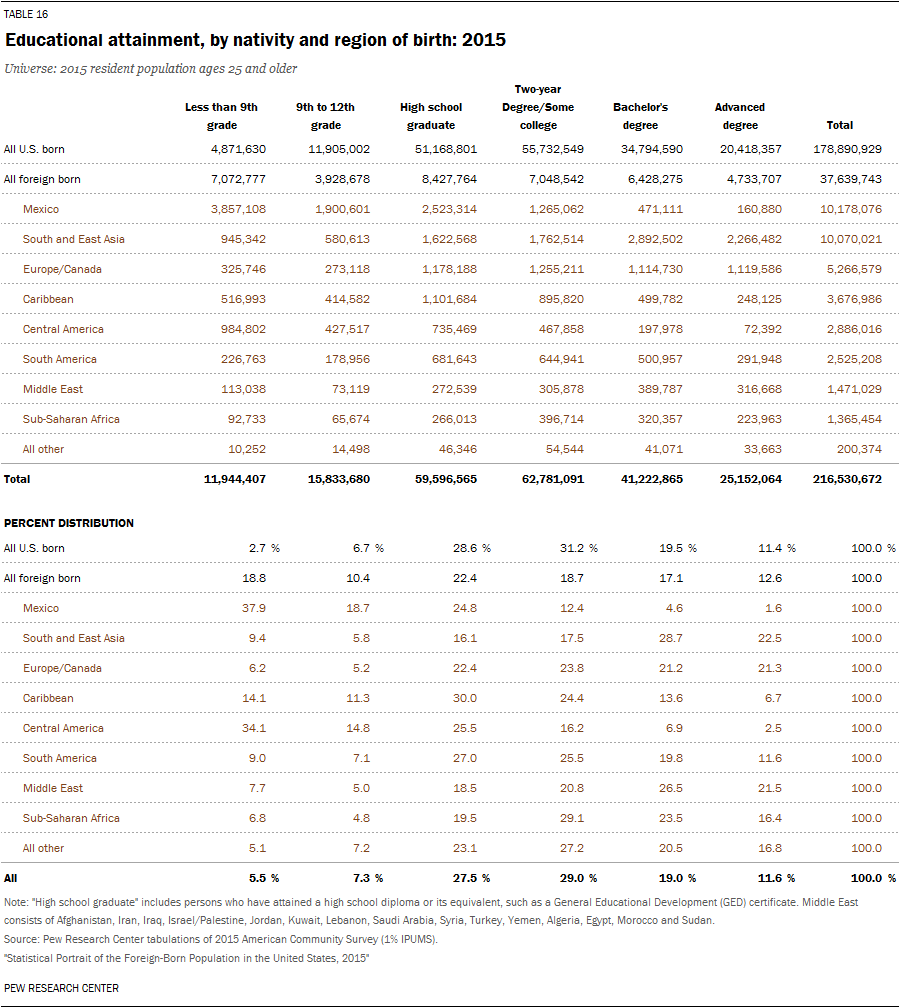 TABLE 16
Educational attainment, by nativity and region of birth: 2015
Universe: 2015 resident population ages 25 and older
Two-year
Less than 9th 9th to 12th High school Degree/Some Bachelor's Advanced
grade grade graduate college degree degree Total
All U.S. born 4,871,630 11,905,002 51,168,801 55,732,549 34,794,590 20,418,357 178,890,929
All foreign born 7,072,777 3,928,678 8,427,764 7,048,542 6,428,275 4,733,707 37,639,743
Mexico 3,857,108 1,900,601 2,523,314 1,265,062 471,111 160,880 10,178,076
South and East Asia 945,342 580,613 1,622,568 1,762,514 2,892,502 2,266,482 10,070,021
Europe/Canada 325,746 273,118 1,178,188 1,255,211 1,114,730 1,119,586 5,266,579
Caribbean 516,993 414,582 1,101,684 895,820 499,782 248,125 3,676,986
Central America 984,802 427,517 735,469 467,858 197,978 72,392 2,886,016
South America 226,763 178,956 681,643 644,941 500,957 291,948 2,525,208
Middle East 113,038 73,119 272,539 305,878 389,787 316,668 1,471,029
Sub-Saharan Africa 92,733 65,674 266,013 396,714 320,357 223,963 1,365,454
All other 10,252 14,498 46,346 54,544 41,071 33,663 200,374
Total 11,944,407 15,833,680 59,596,565 62,781,091 41,222,865 25,152,064 216,530,672
PERCENT DISTRIBUTION
All U.S. born 2.7 % 6.7 % 28.6 % 31.2 % 19.5 % 11.4 % 100.0 %
All foreign born 18.8 10.4 22.4 18.7 17.1 12.6 100.0
Mexico 37.9 18.7 24.8 12.4 4.6 1.6 100.0
South and East Asia 9.4 5.8 16.1 17.5 28.7 22.5 100.0
Europe/Canada 6.2 5.2 22.4 23.8 21.2 21.3 100.0
Caribbean 14.1 11.3 30.0 24.4 13.6 6.7 100.0
Central America 34.1 14.8 25.5 16.2 6.9 2.5 100.0
South America 9.0 7.1 27.0 25.5 19.8 11.6 100.0
Middle East 7.7 5.0 18.5 20.8 26.5 21.5 100.0
Sub-Saharan Africa 6.8 4.8 19.5 29.1 23.5 16.4 100.0
All other 5.1 7.2 23.1 27.2 20.5 16.8 100.0
All 5.5 % 7.3 % 27.5 % 29.0 % 19.0 % 11.6 % 100.0 %
Note: "High school graduate" includes persons who have attained a high school diploma or its equivalent, such as a General Educational Development (GED) certificate. Middle East
consists of Afghanistan, Iran, Iraq, Israel/Palestine, Jordan, Kuwait, Lebanon, Saudi Arabia, Syria, Turkey, Yemen, Algeria, Egypt, Morocco and Sudan.
Source: Pew Research Center tabulations of 2015 American Community Survey (1% IPUMS).
"Statistical Portrait of the Foreign-Born Population in the United States, 2015"
PEW RESEARCH CENTER